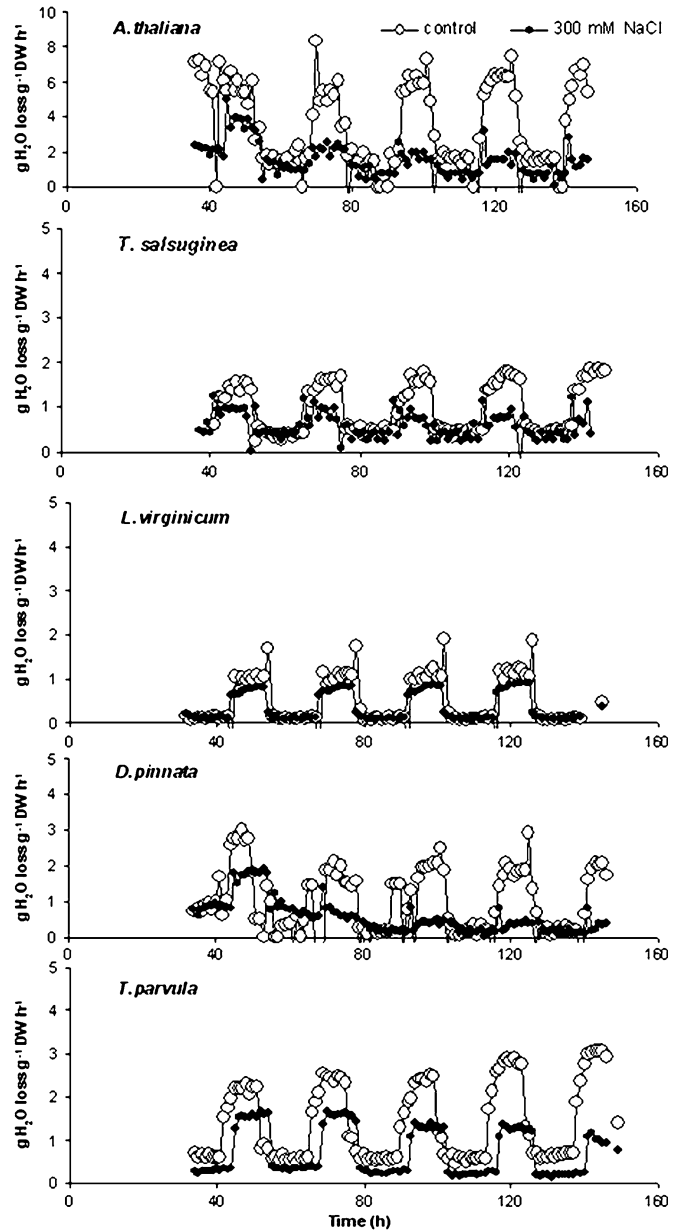 A.thaliana
control
300 mM NaCl
g H₂O loss g⁻¹ DW h⁻¹
10
8
6
4
2
0
0 40 80 120 160
T. salsuginea
g H₂O loss g⁻¹ DW h⁻¹
5
4
3
2
1
0
0 40 80 120 160
L.virginicum
g H₂O loss g⁻¹ DW h⁻¹
5
4
3
2
1
0
0 40 80 120 160
D.pinnata
g H₂O loss g⁻¹ DW h⁻¹
5
4
3
2
1
0
0 40 80 120 160
T.parvula
g H₂O loss g⁻¹ DW h⁻¹
5
4
3
2
1
0
0 40 80 120 160
Time (h)